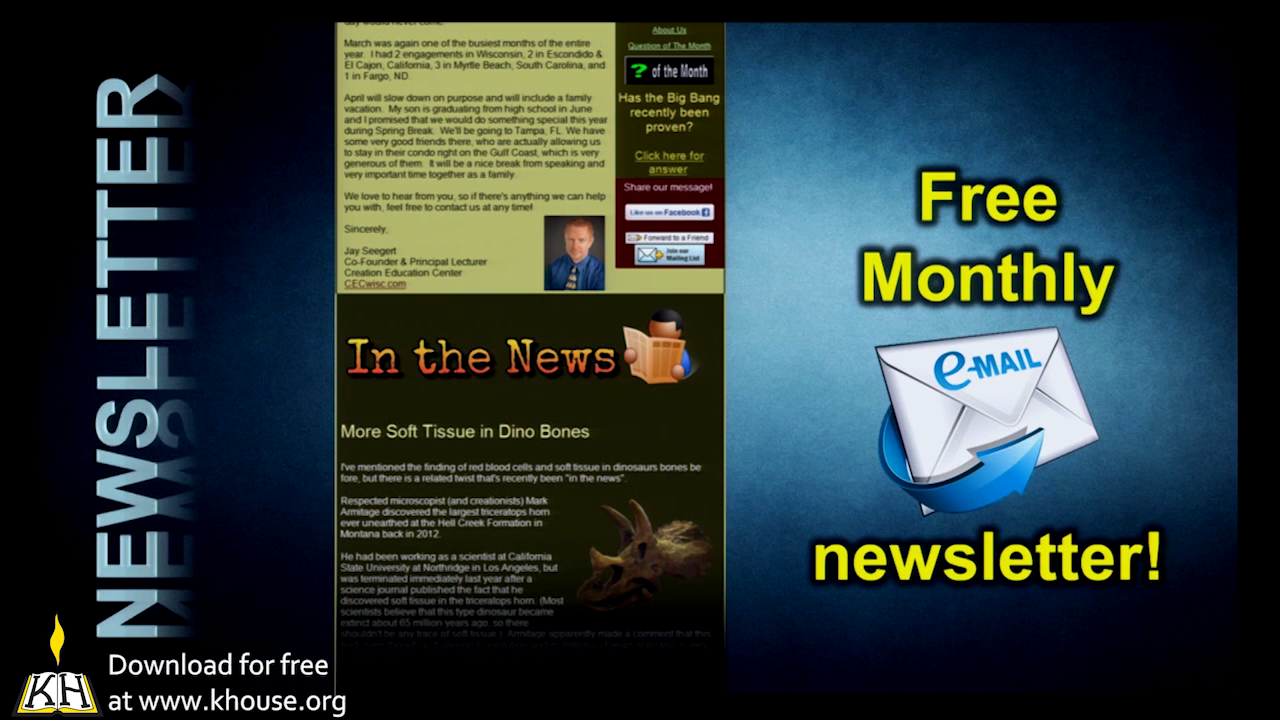 NEWSLETTER
March was again one of the busiest months of the entire
year. I had 2 engagements in Wisconsin, 2 in Escondido &
El Cajon, California, 3 in Myrtle Beach, South Carolina, and
1 in Fargo, ND.
April will slow down on purpose and will include a family
vacation. My son is graduating from high school in June
and I promised that we would do something special this year
during Spring Break. We'll be going to Tampa, FL. We have
some very good friends there, who are actually allowing us
to stay in their condo right on the Gulf Coast, which is very
generous of them. It will be a nice break from speaking and
very important time together as a family.
We love to hear from you, so if there's anything we can help
you with, feel free to contact us at any time!
Sincerely,
Jay Seegert
Co-Founder & Principal Lecturer
Creation Education Center
CECwisc.com
About Us
Question of The Month
? of the Month
Has the Big Bang
recently been
proven?
Click here for
answer
Share our message!
Like us on Facebook
Forward to a Friend
Join our
Mailing List
In the News
More Soft Tissue in Dino Bones
I've mentioned the finding of red blood cells and soft tissue in dinosaurs bones be
fore, but there is a related twist that's recently been "in the news".
Respected microscopist (and creationists) Mark
Armitage discovered the largest triceratops horn
ever unearthed at the Hell Creek Formation in
Montana back in 2012.
He had been working as a scientist at California
State University at Northridge in Los Angeles, but
was terminated immediately last year after a
science journal published the fact that he
discovered soft tissue in the triceratops horn. (Most
scientists believe that this type dinosaur became
extinct about 65 million years ago, so there
shouldn't be any trace of soft tissue.). Armitage apparently made a comment that this
Free
Monthly
e-MAIL
newsletter!
KH
Download for free
at www.khouse.org